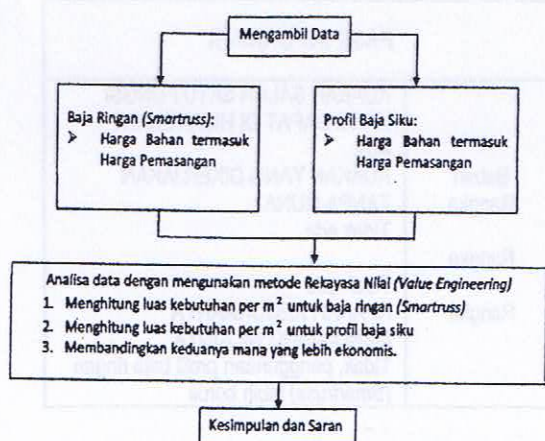 Mengambil Data
Baja Ringan (Smartruss):
➢ Harga Bahan termasuk
Harga Pemasangan
Profil Baja Siku:
➢ Harga Bahan termasuk
Harga Pemasangan
Analisa data dengan mengunakan metode Rekayasa Nilai (Value Engineering)
1. Menghitung luas kebutuhan per m² untuk baja ringan (Smartruss)
2. Menghitung luas kebutuhan per m² untuk profil baja siku
3. Membandingkan keduanya mana yang lebih ekonomis.
Kesimpulan dan Saran